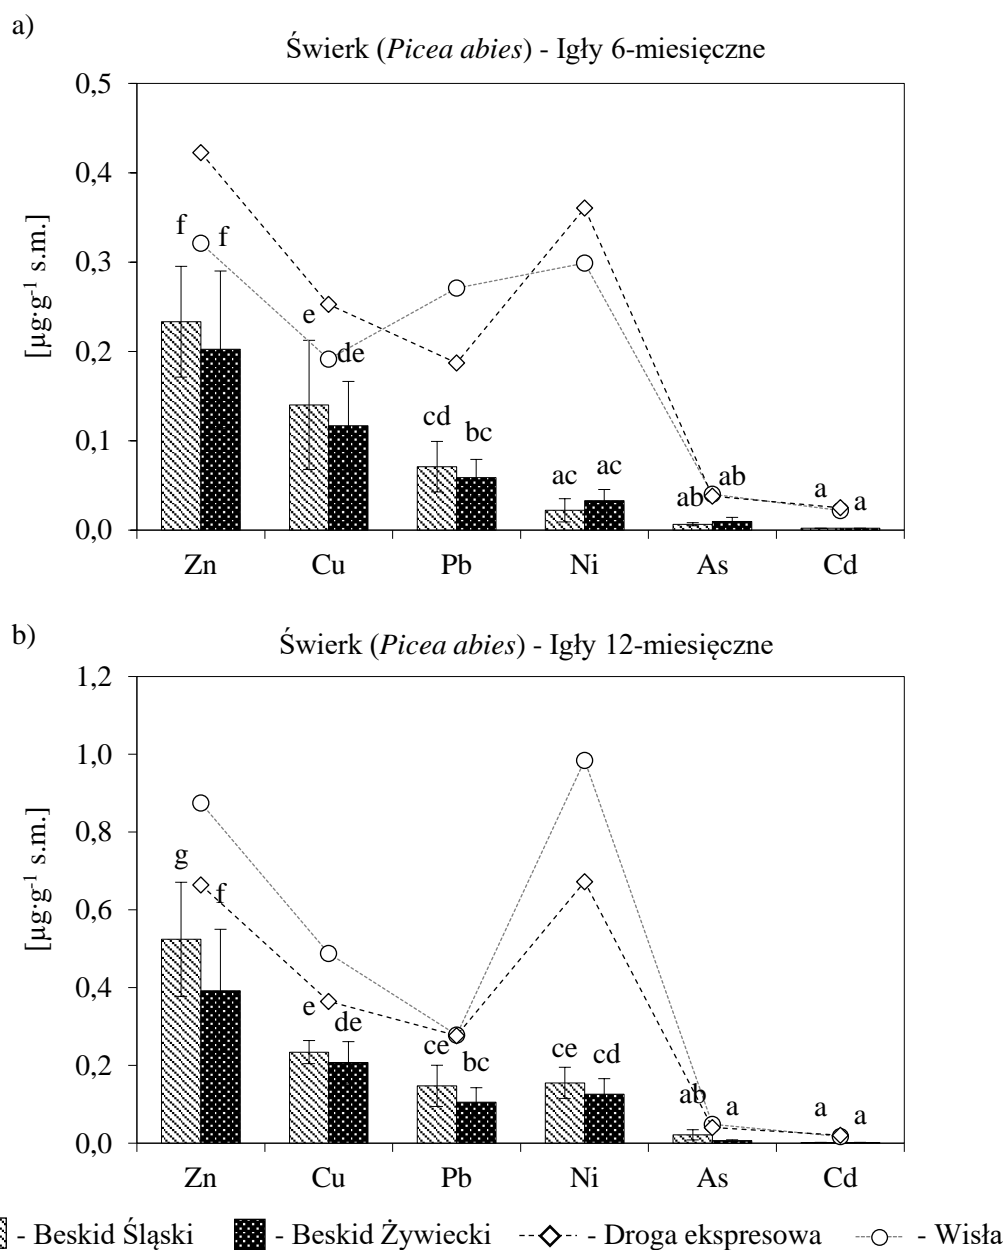 a)
Świerk (Picea abies) - Igły 6-miesięczne
0,5
0,4
0,3
0,2
0,1
0,0
[µg·g⁻¹ s.m.]
f f
e
de
cd
bc
ac ac
ab ab
a a
Zn Cu Pb Ni As Cd
b)
Świerk (Picea abies) - Igły 12-miesięczne
1,2
1,0
0,8
0,6
0,4
0,2
0,0
[µg·g⁻¹ s.m.]
g
f
e
de
ce
bc
ce
cd
ab
a
a a
Zn Cu Pb Ni As Cd
- Beskid Śląski - Beskid Żywiecki - Droga ekspresowa - Wisła